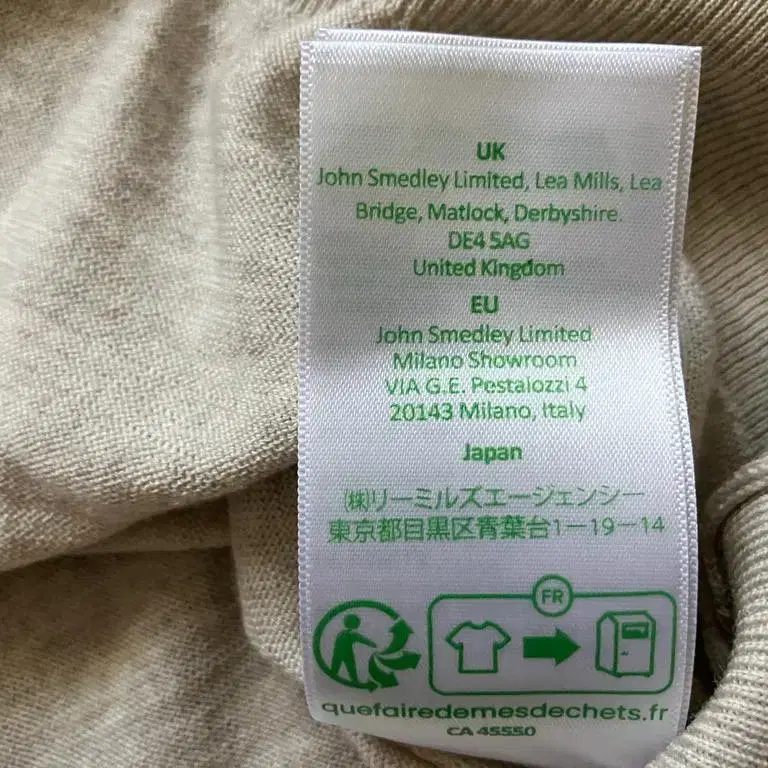 UK
John Smedley Limited, Lea Mills, Lea
Bridge, Matlock, Derbyshire.
DE4 5AG
United Kingdom
EU
John Smedley Limited
Milano Showroom
VIA G.E. Pestalozzi 4
20143 Milano, Italy
Japan
(株)リーミルズエージェンシー
東京都目黒区青葉台1-19-14
FR
quefairedemesdechets.fr
CA 45550